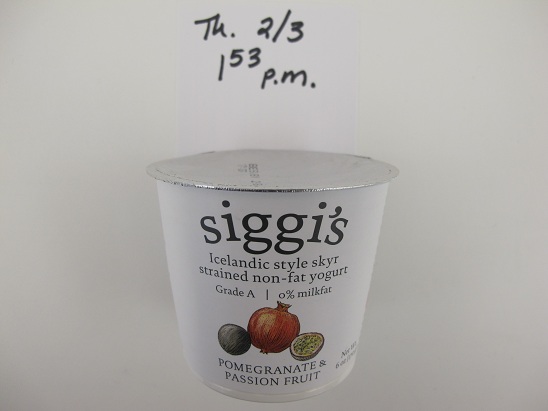 Th. 2/3
1 53 p.m.
siggi's
Icelandic style skyr
strained non-fat yogurt
Grade A | 0% milkfat
POMEGRANATE &
PASSION FRUIT